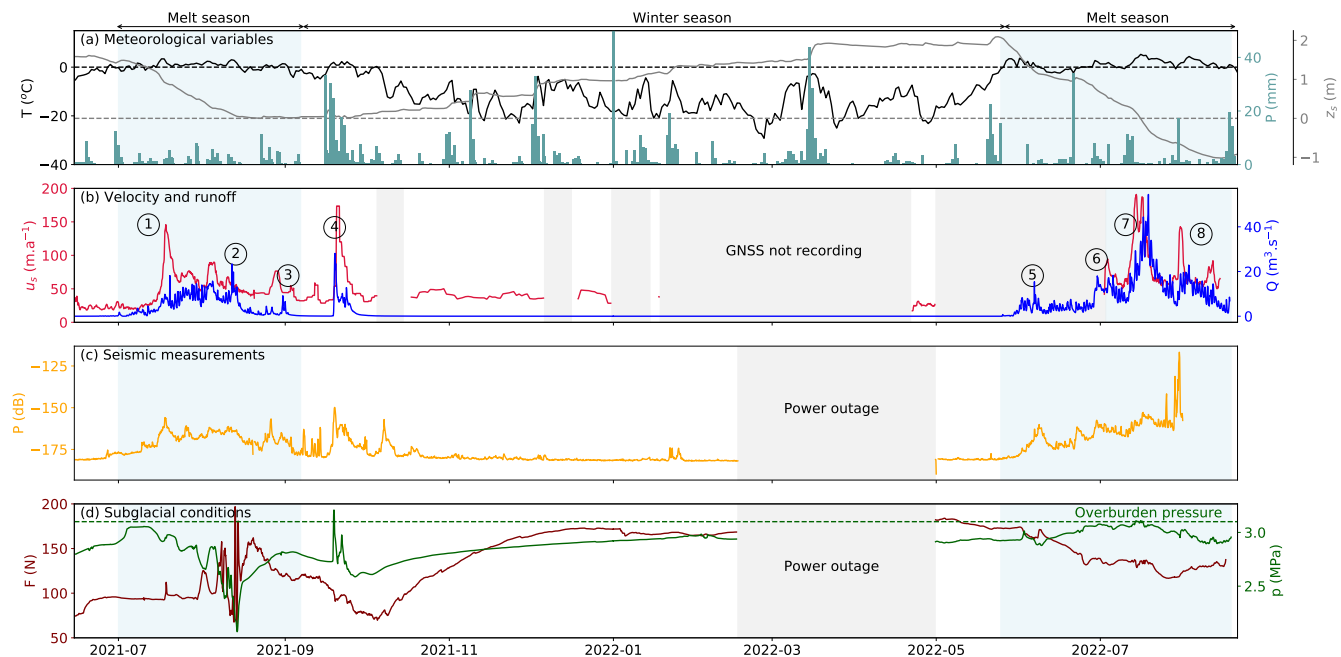 Melt season
Winter season
Melt season
(a) Meteorological variables
T (°C)
0
−20
−40
P (mm)
40
20
0
z_s (m)
2
1
0
−1
(b) Velocity and runoff
u_s (m.a⁻¹)
200
150
100
50
0
1
2
3
4
GNSS not recording
5
6
7
8
Q (m³.s⁻¹)
40
20
0
(c) Seismic measurements
P (dB)
−125
−150
−175
Power outage
(d) Subglacial conditions
Overburden pressure
F (N)
200
150
100
50
Power outage
p (MPa)
3.0
2.5
2021-07
2021-09
2021-11
2022-01
2022-03
2022-05
2022-07